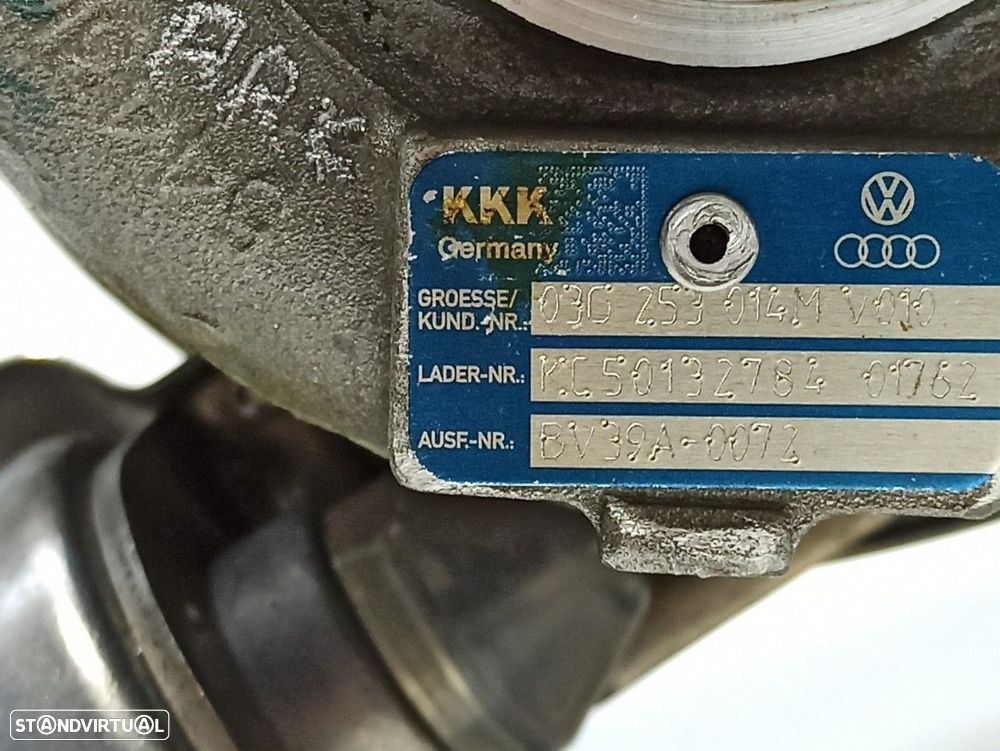 KKK
Germany
GROESSE/
KUND.-NR.: 03G 253 014M V010
LADER-NR.: KC50132784 01762
AUSF.-NR.: BV39A-0072
STANDVIRTUAL